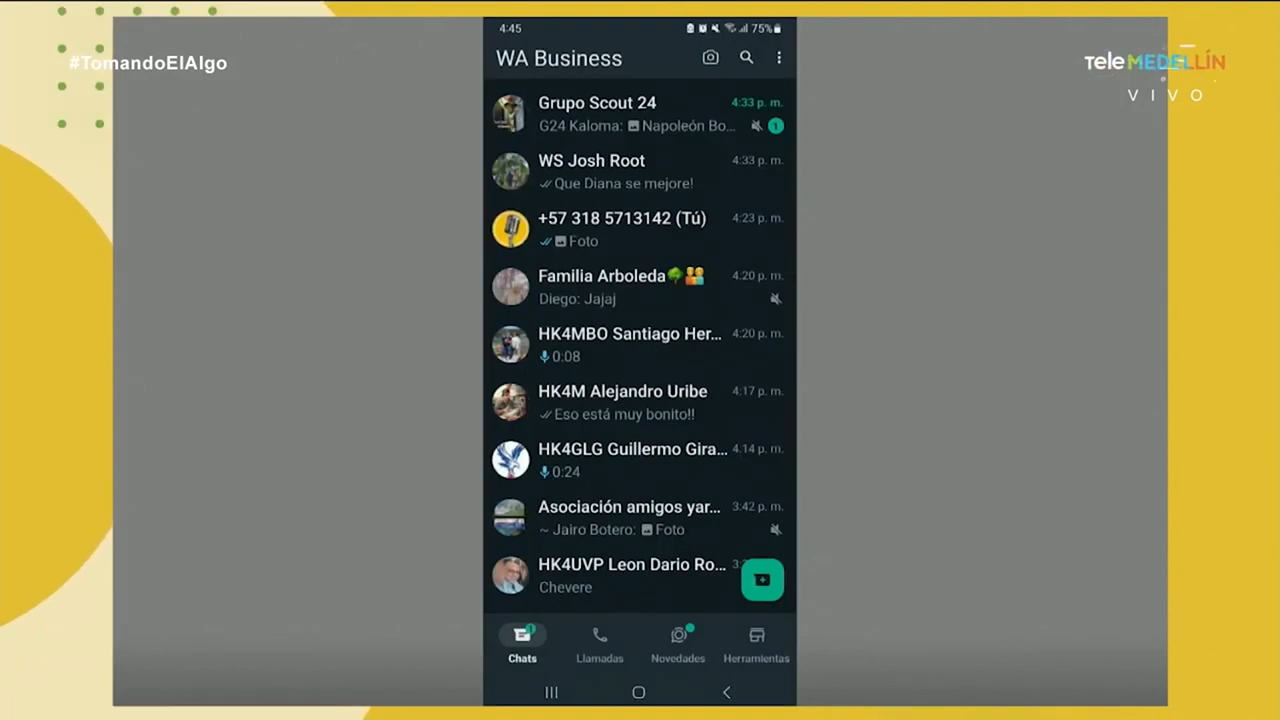 #TomandoElAlgo
TeleMEDELLÍN
VIVO
4:45
75%
WA Business
Grupo Scout 24
4:33 p. m.
G24 Kaloma: Napoleón Bo...
1
WS Josh Root
4:33 p. m.
Que Diana se mejore!
+57 318 5713142 (Tú)
4:23 p. m.
Foto
Familia Arboleda🌳👫
4:20 p. m.
Diego: Jajaj
HK4MBO Santiago Her...
4:20 p. m.
0:08
HK4M Alejandro Uribe
4:17 p. m.
Eso está muy bonito!!
HK4GLG Guillermo Gira...
4:14 p. m.
0:24
Asociación amigos yar...
3:42 p. m.
~ Jairo Botero: Foto
HK4UVP Leon Dario Ro...
Chevere
1
Chats
Llamadas
Novedades
Herramientas